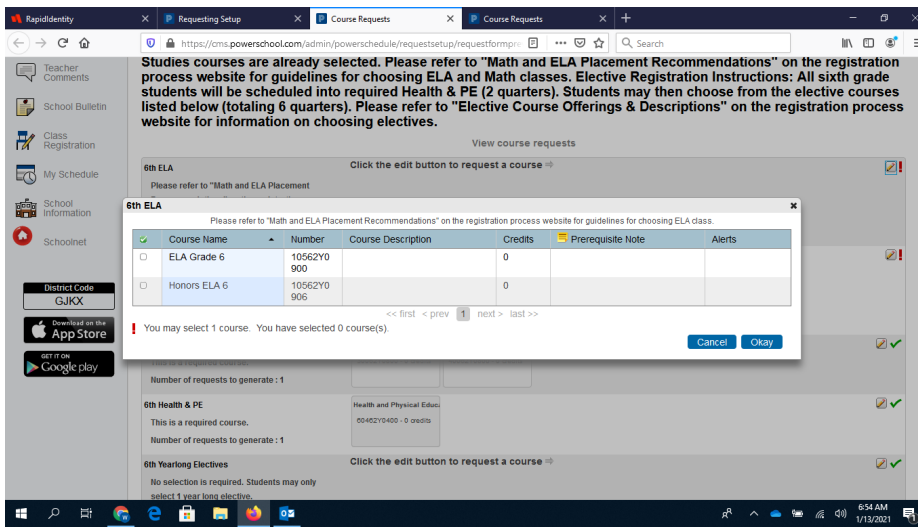 RapidIdentity
Requesting Setup
Course Requests
Course Requests
https://cms.powerschool.com/admin/powerschedule/requestsetup/requestformpre
Search
Teacher
Comments
School Bulletin
Class
Registration
My Schedule
School
Information
Schoolnet
District Code
GJKX
Download on the
App Store
GET IT ON
Google play
Studies courses are already selected. Please refer to "Math and ELA Placement Recommendations" on the registration
process website for guidelines for choosing ELA and Math classes. Elective Registration Instructions: All sixth grade
students will be scheduled into required Health & PE (2 quarters). Students may then choose from the elective courses
listed below (totaling 6 quarters). Please refer to "Elective Course Offerings & Descriptions" on the registration process
website for information on choosing electives.
View course requests
6th ELA
Click the edit button to request a course ⇨
Please refer to "Math and ELA Placement
6th ELA
Please refer to "Math and ELA Placement Recommendations" on the registration process website for guidelines for choosing ELA class.
Course Name Number Course Description Credits Prerequisite Note Alerts
ELA Grade 6 10562Y0 0
900
Honors ELA 6 10562Y0 0
906
<< first < prev 1 next > last >>
! You may select 1 course. You have selected 0 course(s).
Cancel Okay
Number of requests to generate : 1
6th Health & PE
Health and Physical Educ
This is a required course.
60462Y0400 - 0 credits
Number of requests to generate : 1
6th Yearlong Electives
Click the edit button to request a course ⇨
No selection is required. Students may only
select 1 year long elective.
6:54 AM
1/13/2021